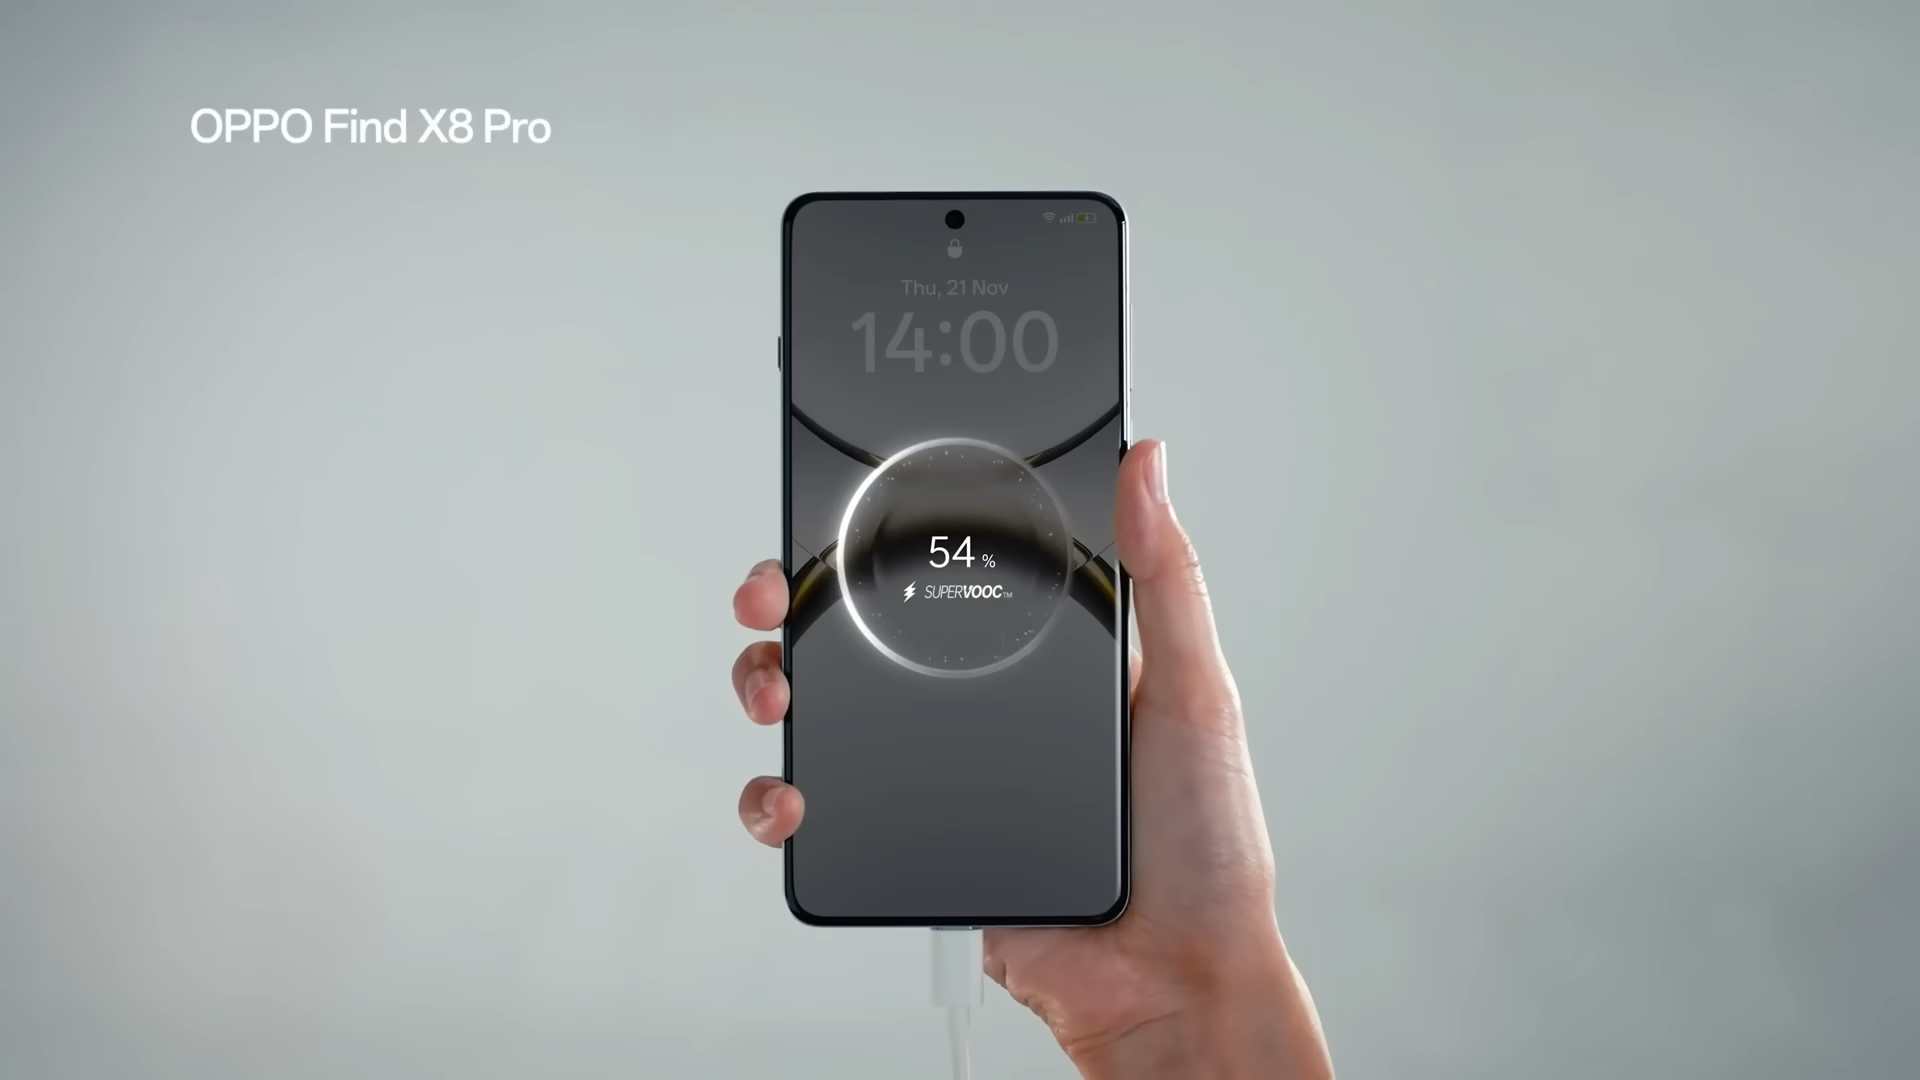 OPPO Find X8 Pro
Thu, 21 Nov
14:00
54 %
SUPERVOOC™